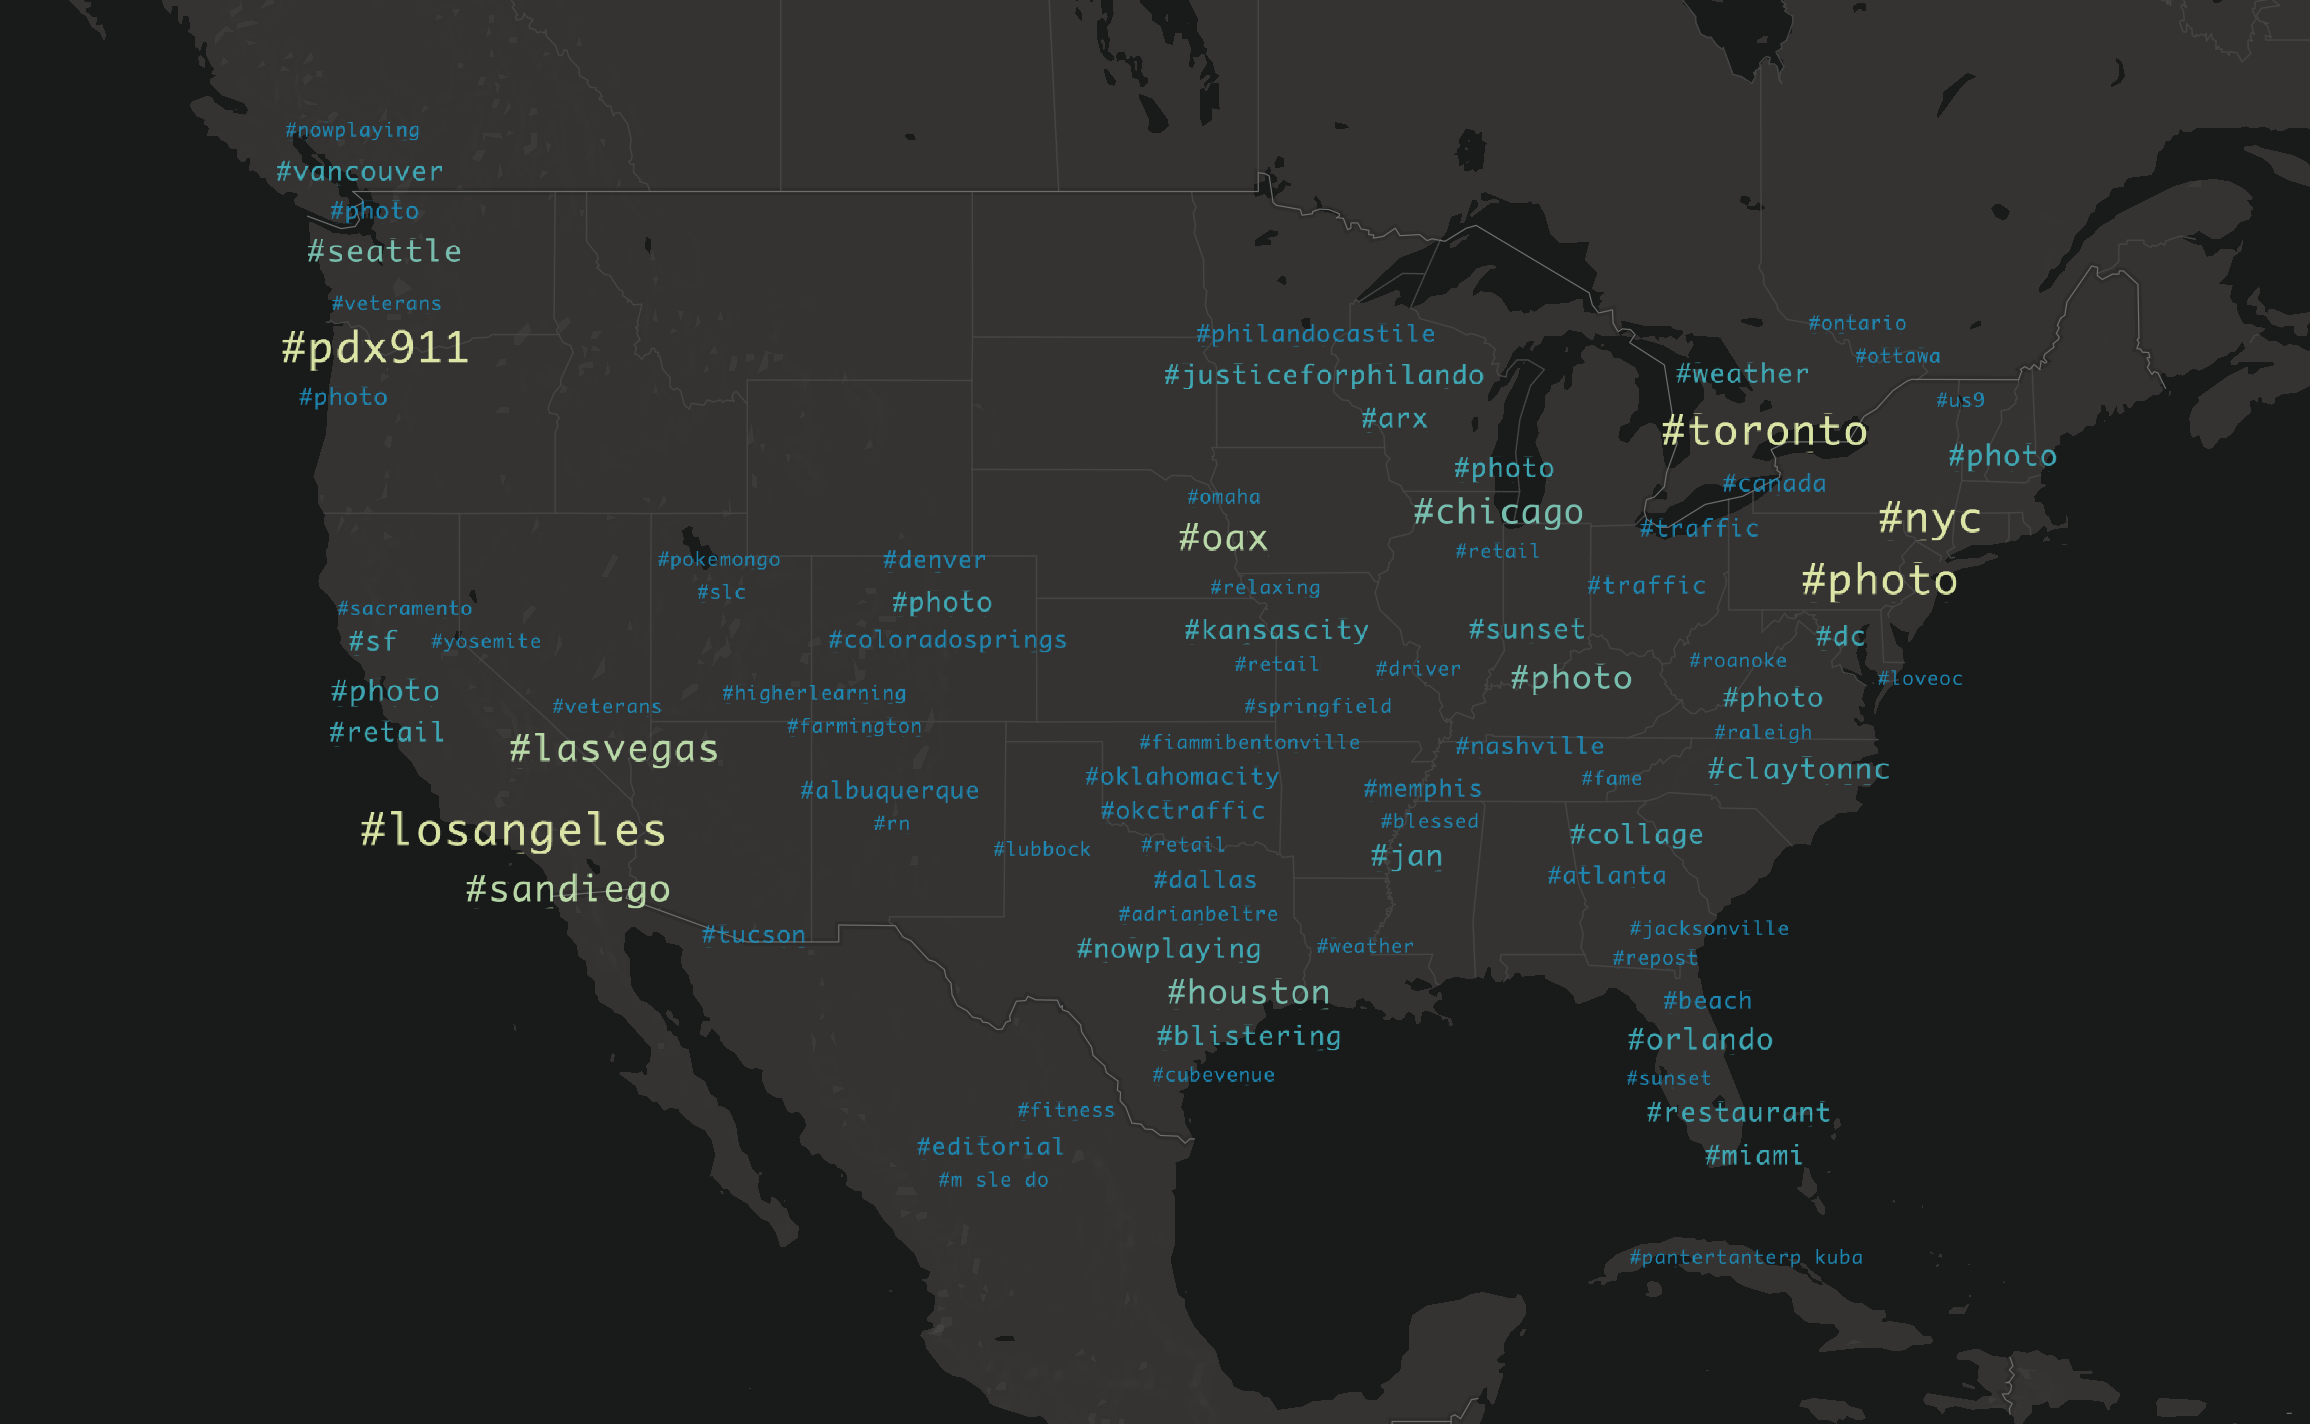 #nowplaying
#vancouver
#photo
#seattle
#veterans
#pdx911
#photo
#philandocastile
#justiceforphilando
#arx
#ontario
#ottawa
#weather
#us9
#toronto
#photo
#canada
#nyc
#traffic
#photo
#chicago
#retail
#omaha
#oax
#relaxing
#traffic
#photo
#pokemongo
#slc
#denver
#photo
#coloradosprings
#sacramento
#sf
#yosemite
#photo
#retail
#veterans
#lasvegas
#losangeles
#sandiego
#higherlearning
#farmington
#albuquerque
#rn
#tucson
#kansascity
#retail
#driver
#springfield
#sunset
#photo
#dc
#roanoke
#loveoc
#photo
#raleigh
#claytonnc
#fiammibentonville
#oklahomacity
#okctraffic
#lubbock
#retail
#dallas
#adrianbeltre
#nowplaying
#houston
#blistering
#cubevenue
#nashville
#fame
#memphis
#blessed
#jan
#collage
#atlanta
#weather
#jacksonville
#repost
#beach
#orlando
#sunset
#restaurant
#miami
#fitness
#editorial
#m sle do
#pantertanterp kuba